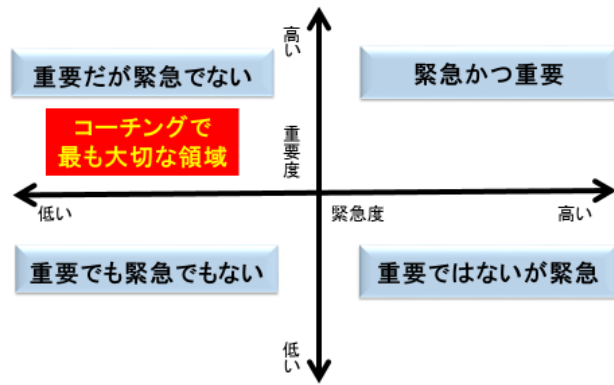 高い
重要だが緊急でない
緊急かつ重要
コーチングで
最も大切な領域
重要度
低い
緊急度
高い
重要でも緊急でもない
重要ではないが緊急
低い